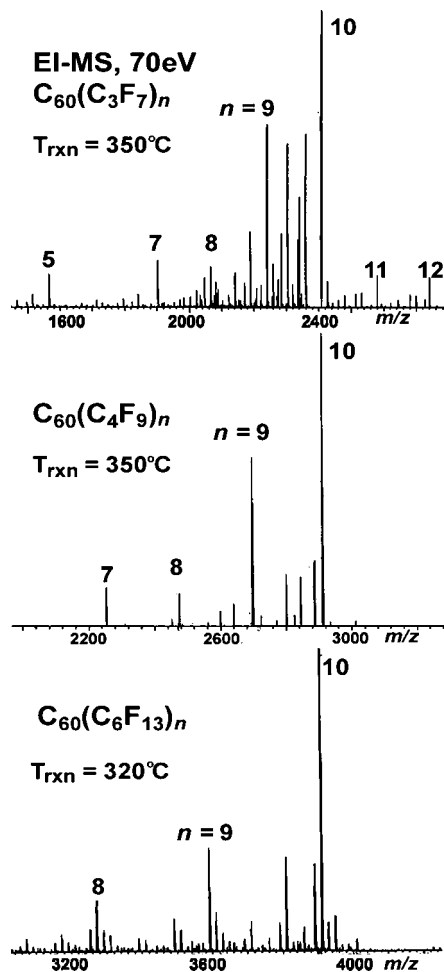 10
EI-MS, 70eV
C₆₀(C₃F₇)ₙ
n = 9
Tᵣₓₙ = 350°C
5
7
8
11
12
1600
2000
2400
m/z
10
C₆₀(C₄F₉)ₙ
n = 9
Tᵣₓₙ = 350°C
7
8
2200
2600
3000
m/z
10
C₆₀(C₆F₁₃)ₙ
Tᵣₓₙ = 320°C
n = 9
8
3200
3600
4000
m/z